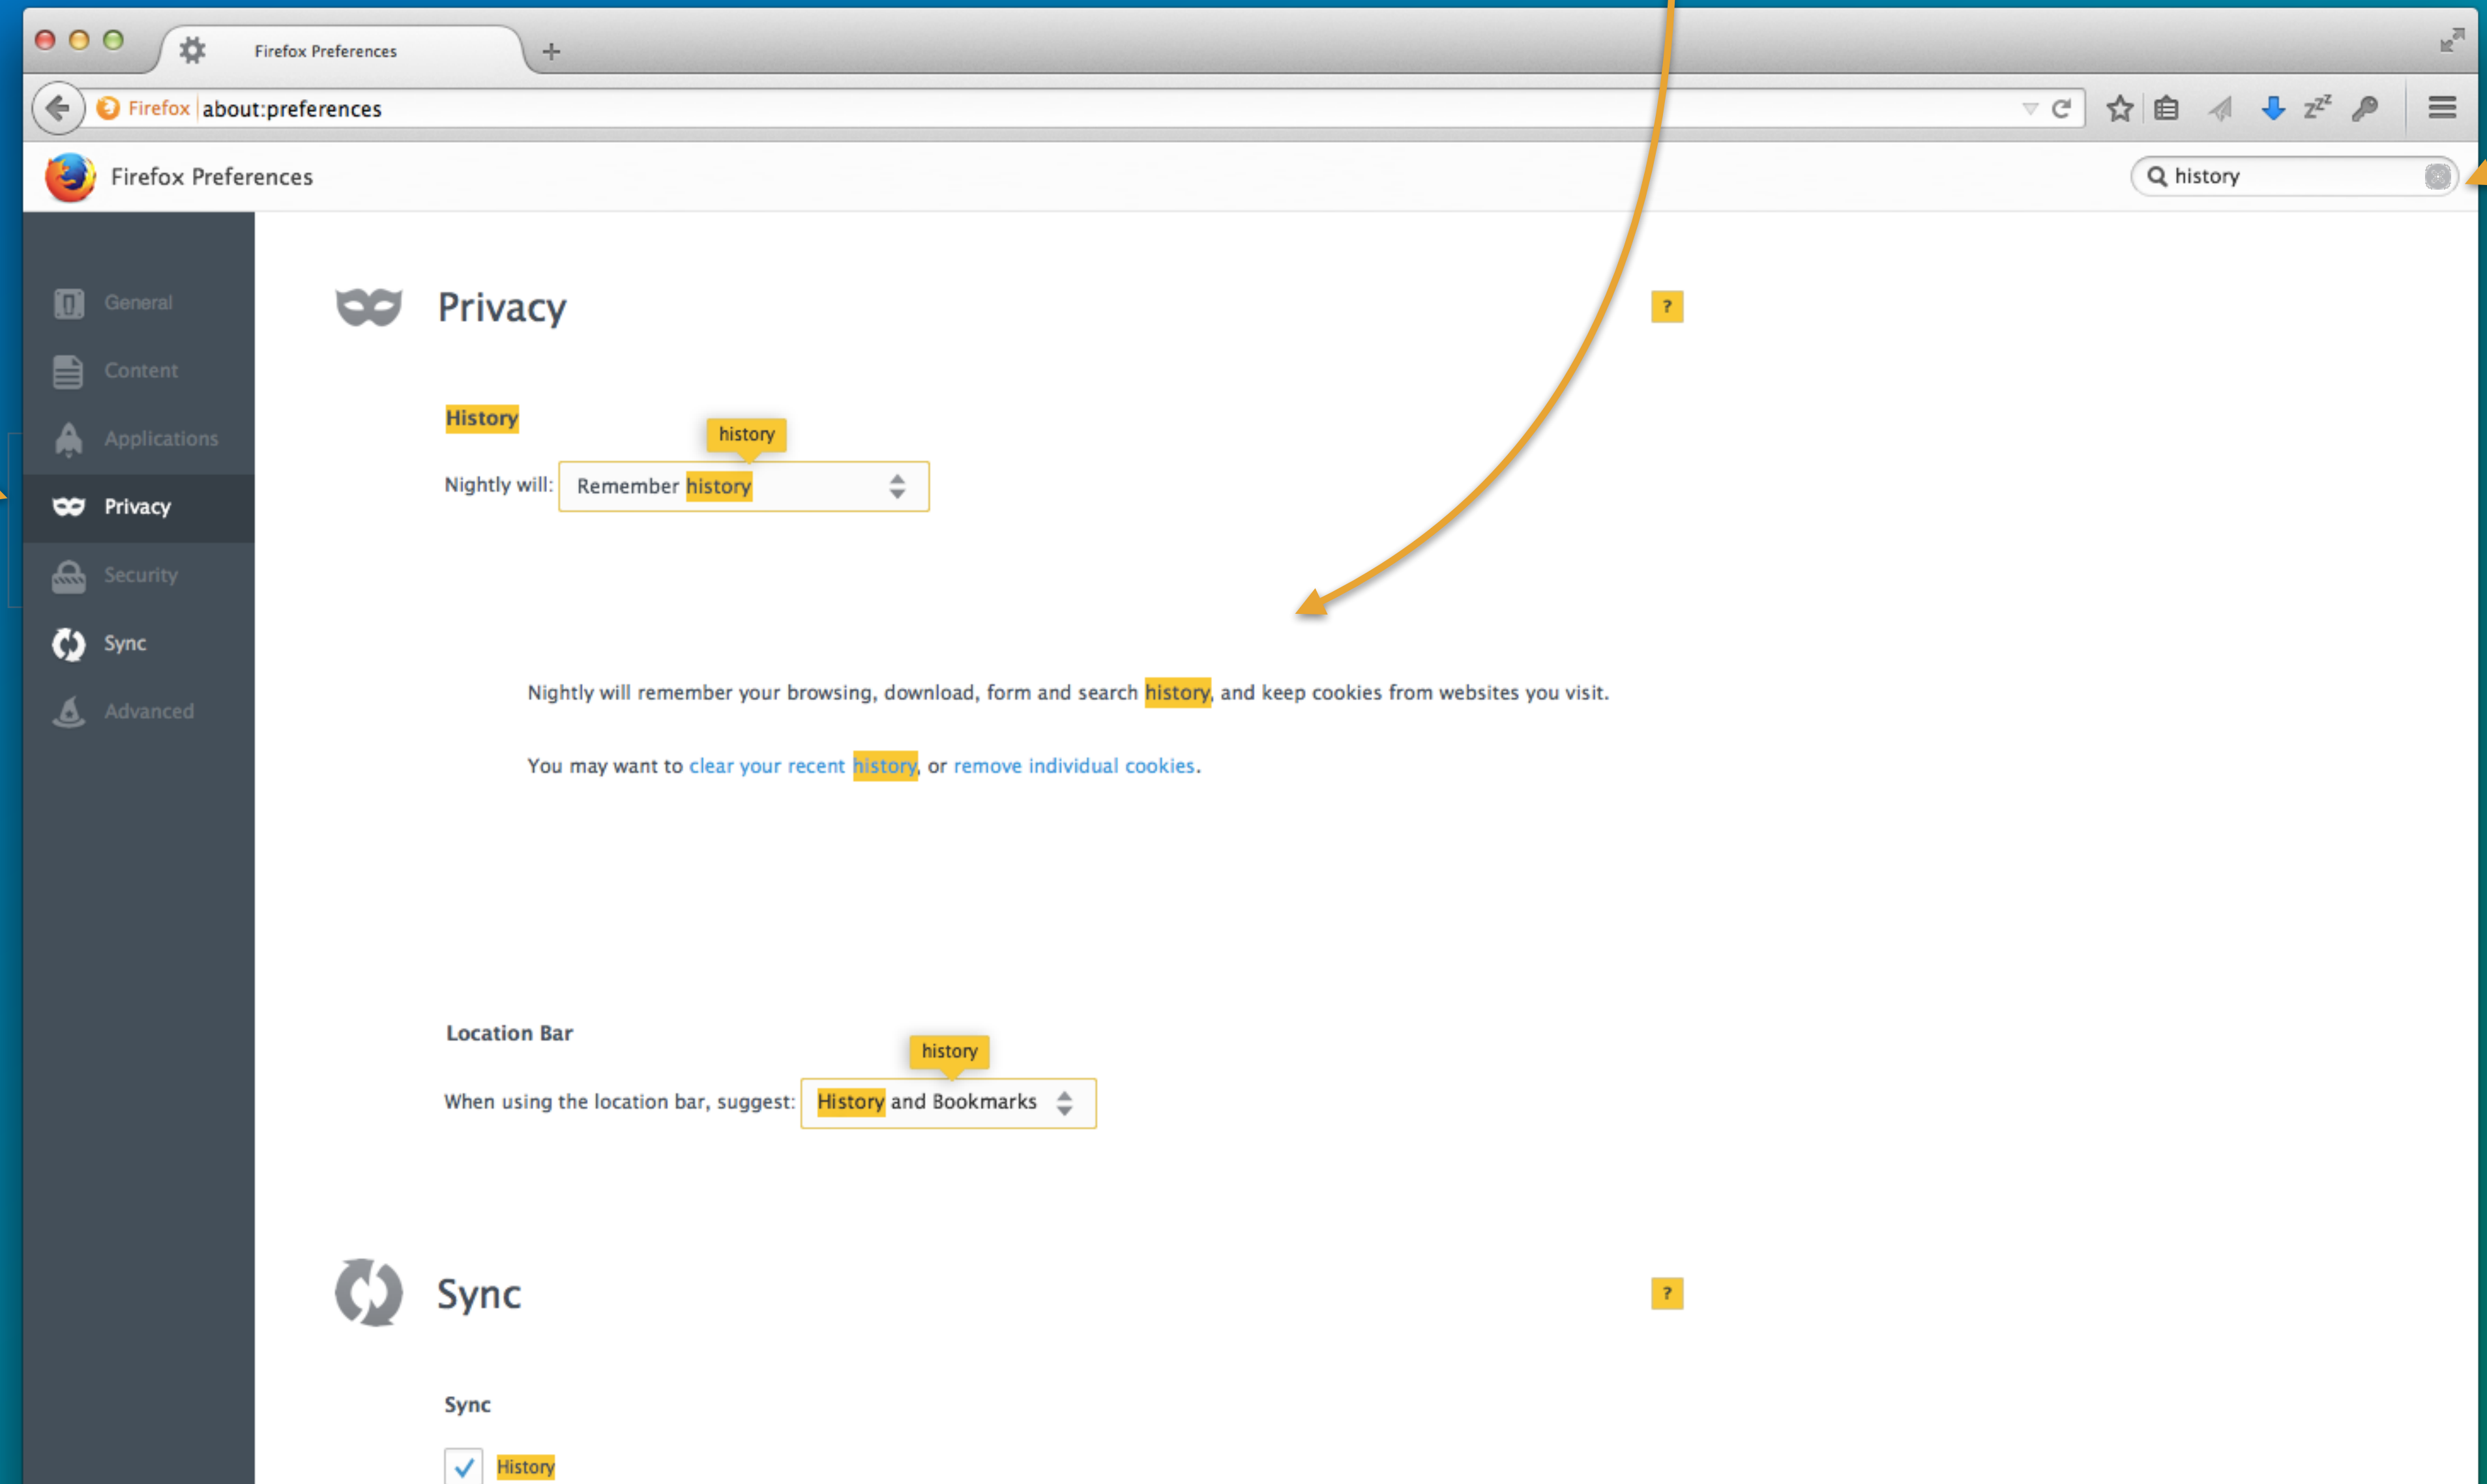 Firefox Preferences
Firefox about:preferences
zzz
Firefox Preferences
history
General
Content
Applications
Privacy
Security
Sync
Advanced
Privacy
?
History
history
Nightly will: Remember history
Nightly will remember your browsing, download, form and search history, and keep cookies from websites you visit.
You may want to clear your recent history, or remove individual cookies.
Location Bar
history
When using the location bar, suggest: History and Bookmarks
Sync
?
Sync
History